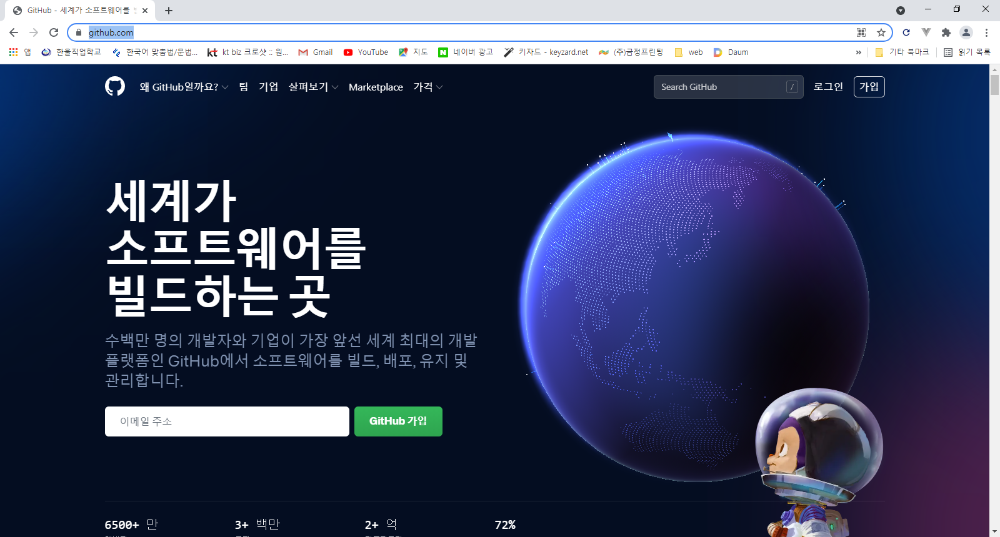 GitHub - 세계가 소프트웨어를
github.com
앱 한올직업학교 한국어 맞춤법/문법... kt kt biz 크로샷 :: 원... Gmail YouTube 지도 N 네이버 광고 키자드 - keyzard.net (주)금정프린팅 web Daum » 기타 북마크 읽기 목록
왜 GitHub일까요? 팀 기업 살펴보기 Marketplace 가격 Search GitHub / 로그인 가입
세계가
소프트웨어를
빌드하는 곳
수백만 명의 개발자와 기업이 가장 앞선 세계 최대의 개발
플랫폼인 GitHub에서 소프트웨어를 빌드, 배포, 유지 및
관리합니다.
이메일 주소 GitHub 가입
6500+ 만 3+ 백만 2+ 억 72%